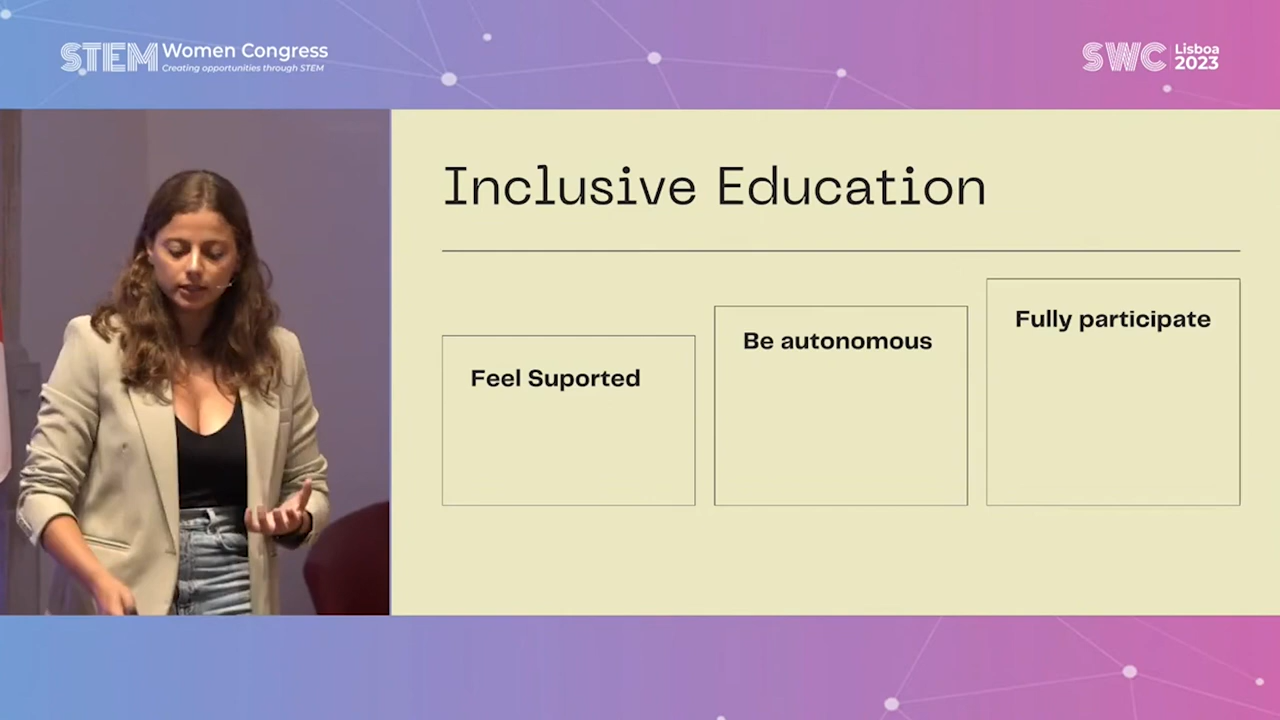 STEM Women Congress
Creating opportunities through STEM
SWC Lisboa
2023
Inclusive Education
Feel Suported
Be autonomous
Fully participate